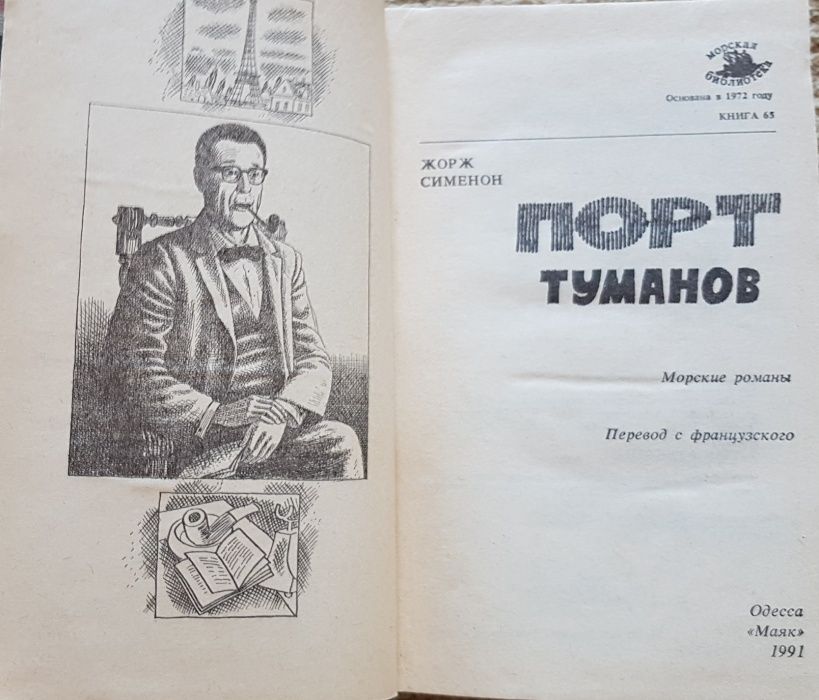 морская
библиотека
Основана в 1972 году
КНИГА 65
ЖОРЖ
СИМЕНОН
ПОРТ
ТУМАНОВ
Морские романы
Перевод с французского
Одесса
«Маяк»
1991